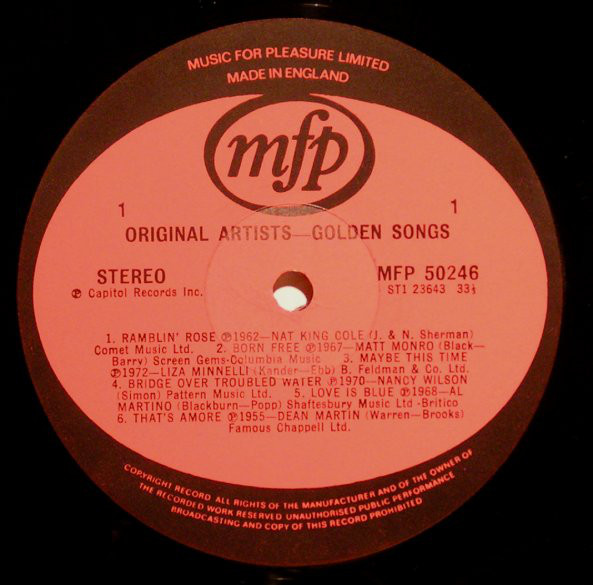 MUSIC FOR PLEASURE LIMITED
MADE IN ENGLAND
mfp
1 1
ORIGINAL ARTISTS—GOLDEN SONGS
STEREO MFP 50246
℗ Capitol Records Inc. ST1 23643 33⅓
1. RAMBLIN' ROSE ℗1962—NAT KING COLE (J. & N. Sherman)
Comet Music Ltd. 2. BORN FREE ℗1967—MATT MONRO (Black—
Barry) Screen Gems-Columbia Music 3. MAYBE THIS TIME
℗1972—LIZA MINNELLI (Kander—Ebb) B. Feldman & Co. Ltd.
4. BRIDGE OVER TROUBLED WATER ℗1970—NANCY WILSON
(Simon) Pattern Music Ltd. 5. LOVE IS BLUE ℗1968—AL
MARTINO (Blackburn—Popp) Shaftesbury Music Ltd -Britico
6. THAT'S AMORE ℗1955—DEAN MARTIN (Warren—Brooks)
Famous Chappell Ltd.
COPYRIGHT RECORD ALL RIGHTS OF THE MANUFACTURER AND OF THE OWNER OF
THE RECORDED WORK RESERVED UNAUTHORISED PUBLIC PERFORMANCE
BROADCASTING AND COPY OF THIS RECORD PROHIBITED